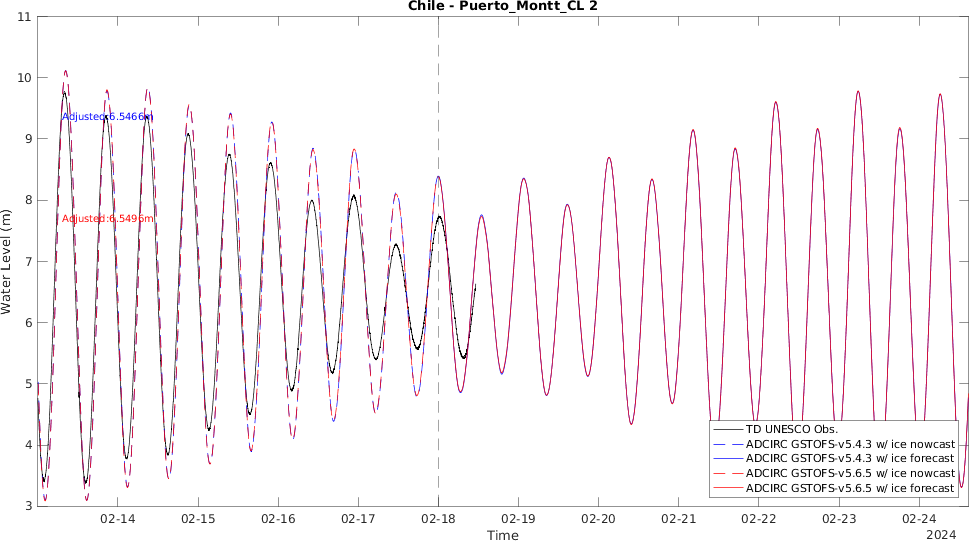 Chile - Puerto_Montt_CL 2
11
10
9
8
7
6
5
4
3
Water Level (m)
Adjusted:6.5466m
Adjusted:6.5496m
TD UNESCO Obs.
ADCIRC GSTOFS-v5.4.3 w/ ice nowcast
ADCIRC GSTOFS-v5.4.3 w/ ice forecast
ADCIRC GSTOFS-v5.6.5 w/ ice nowcast
ADCIRC GSTOFS-v5.6.5 w/ ice forecast
02-14 02-15 02-16 02-17 02-18 02-19 02-20 02-21 02-22 02-23 02-24
Time
2024